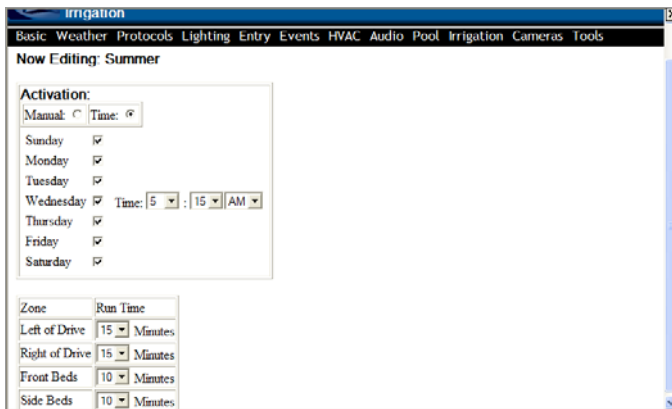 Irrigation
Basic Weather Protocols Lighting Entry Events HVAC Audio Pool Irrigation Cameras Tools
Now Editing: Summer
Activation:
Manual: Time:
Sunday
Monday
Tuesday
Wednesday Time: 5 : 15 AM
Thursday
Friday
Saturday
Zone Run Time
Left of Drive 15 Minutes
Right of Drive 15 Minutes
Front Beds 10 Minutes
Side Beds 10 Minutes